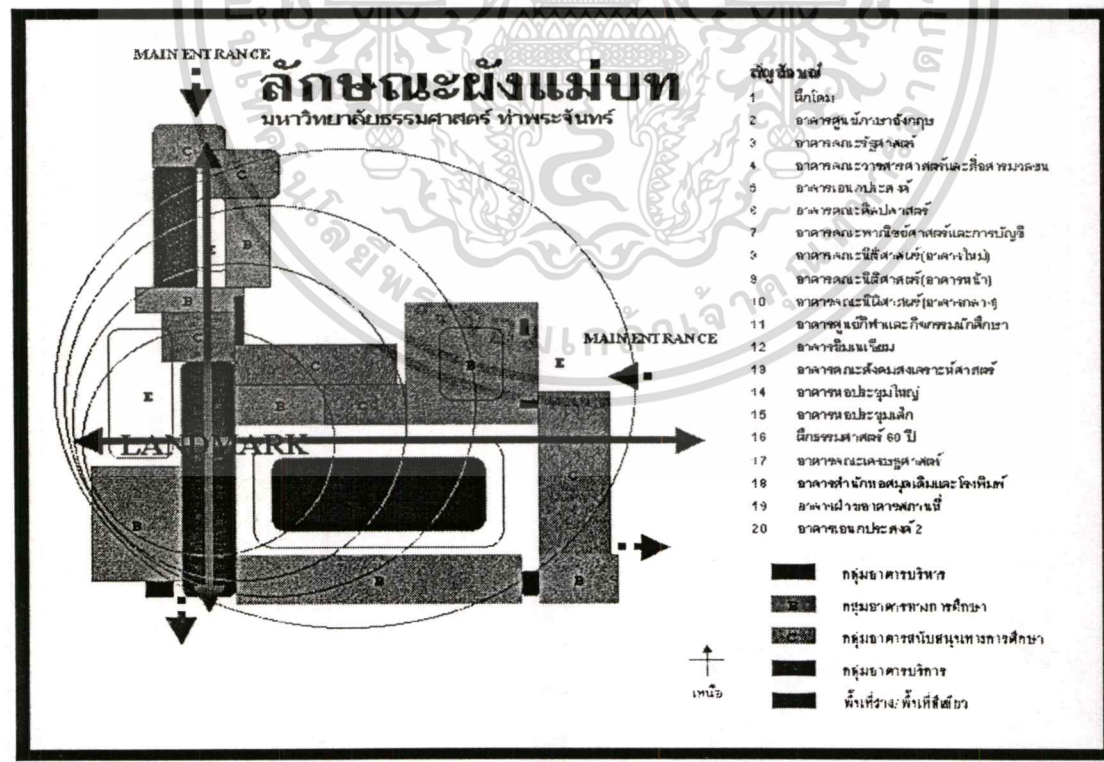 MAIN ENTRANCE
ลักษณะผังแม่บท
มหาวิทยาลัยธรรมศาสตร์ ท่าพระจันทร์
C
C
E
B
B
C
MAIN ENTRANCE
E
B
C
E
B
C
LANDMARK
C
B
B
B
สัญลักษณ์
1 ตึกโดม
2 อาคารศูนย์ภาษาอังกฤษ
3 อาคารคณะรัฐศาสตร์
4 อาคารคณะวารสารศาสตร์และสื่อสารมวลชน
5 อาคารเอนกประสงค์
6 อาคารคณะศิลปศาสตร์
7 อาคารคณะพาณิชย์ศาสตร์และการบัญชี
อาคารคณะนิติศาสตร์(อาคารใหม่)
9 อาคารคณะนิติศาสตร์(อาคารหน้า)
10 อาคารคณะนิติศาสตร์(อาคารกลาง)
11 อาคารศูนย์กีฬาและกิจกรรมนักศึกษา
12 อาคารยิมเนเซียม
13 อาคารคณะสังคมสงเคราะห์ศาสตร์
14 อาคารหอประชุมใหญ่
15 อาคารหอประชุมเล็ก
16 ตึกธรรมศาสตร์ 60 ปี
17 อาคารคณะเศรษฐศาสตร์
18 อาคารสำนักหอสมุดเดิมและโรงพิมพ์
19 อาคารฝ่ายอาคารสถานที่
20 อาคารเอนกประสงค์ 2
กลุ่มอาคารบริหาร
B กลุ่มอาคารทางการศึกษา
C กลุ่มอาคารสนับสนุนทางการศึกษา
กลุ่มอาคารบริการ
พื้นที่ว่าง/พื้นที่สีเขียว
เหนือ